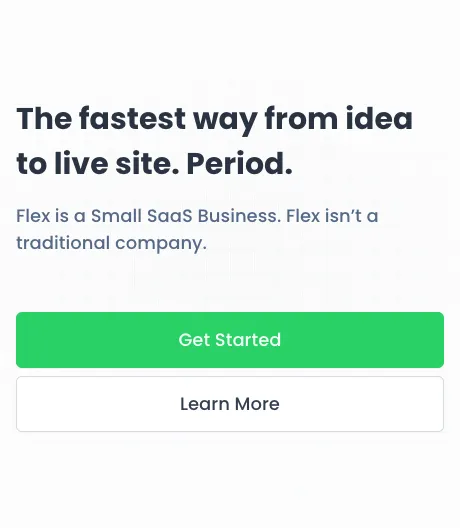 The fastest way from idea
to live site. Period.
Flex is a Small SaaS Business. Flex isn’t a
traditional company.
Get Started
Learn More